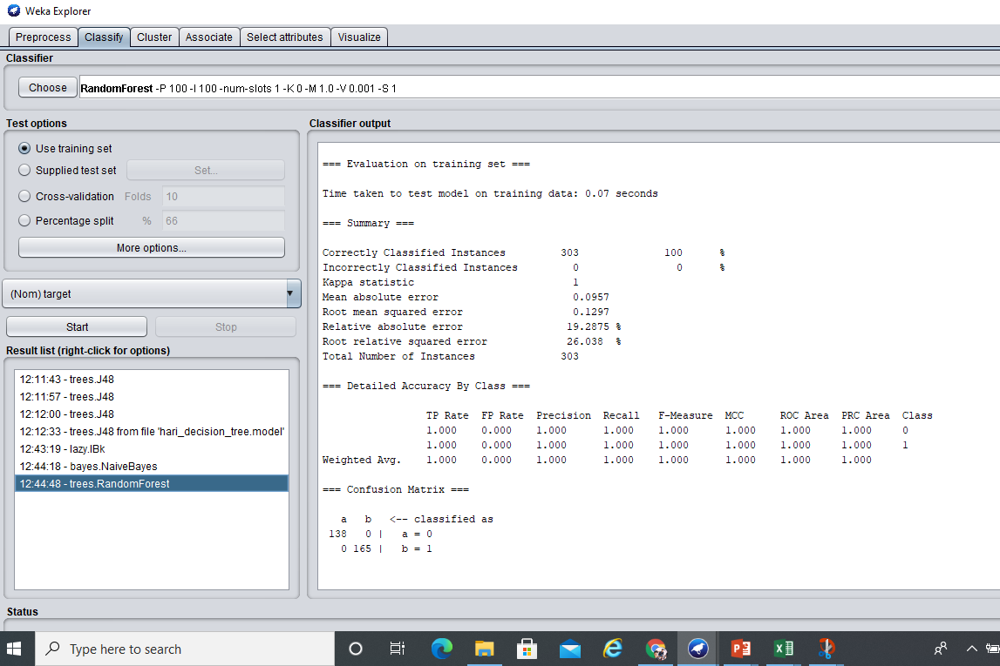 Weka Explorer
Preprocess Classify Cluster Associate Select attributes Visualize
Classifier
Choose RandomForest -P 100 -I 100 -num-slots 1 -K 0 -M 1.0 -V 0.001 -S 1
Test options
Use training set
Supplied test set Set...
Cross-validation Folds 10
Percentage split % 66
More options...
(Nom) target
Start Stop
Result list (right-click for options)
12:11:43 - trees.J48
12:11:57 - trees.J48
12:12:00 - trees.J48
12:12:33 - trees.J48 from file 'hari_decision_tree.model'
12:43:19 - lazy.IBk
12:44:18 - bayes.NaiveBayes
12:44:48 - trees.RandomForest
Classifier output
=== Evaluation on training set ===
Time taken to test model on training data: 0.07 seconds
=== Summary ===
Correctly Classified Instances 303 100 %
Incorrectly Classified Instances 0 0 %
Kappa statistic 1
Mean absolute error 0.0957
Root mean squared error 0.1297
Relative absolute error 19.2875 %
Root relative squared error 26.038 %
Total Number of Instances 303
=== Detailed Accuracy By Class ===
TP Rate FP Rate Precision Recall F-Measure MCC ROC Area PRC Area Class
1.000 0.000 1.000 1.000 1.000 1.000 1.000 1.000 0
1.000 0.000 1.000 1.000 1.000 1.000 1.000 1.000 1
Weighted Avg. 1.000 0.000 1.000 1.000 1.000 1.000 1.000 1.000
=== Confusion Matrix ===
a b <-- classified as
138 0 | a = 0
0 165 | b = 1
Status
Type here to search